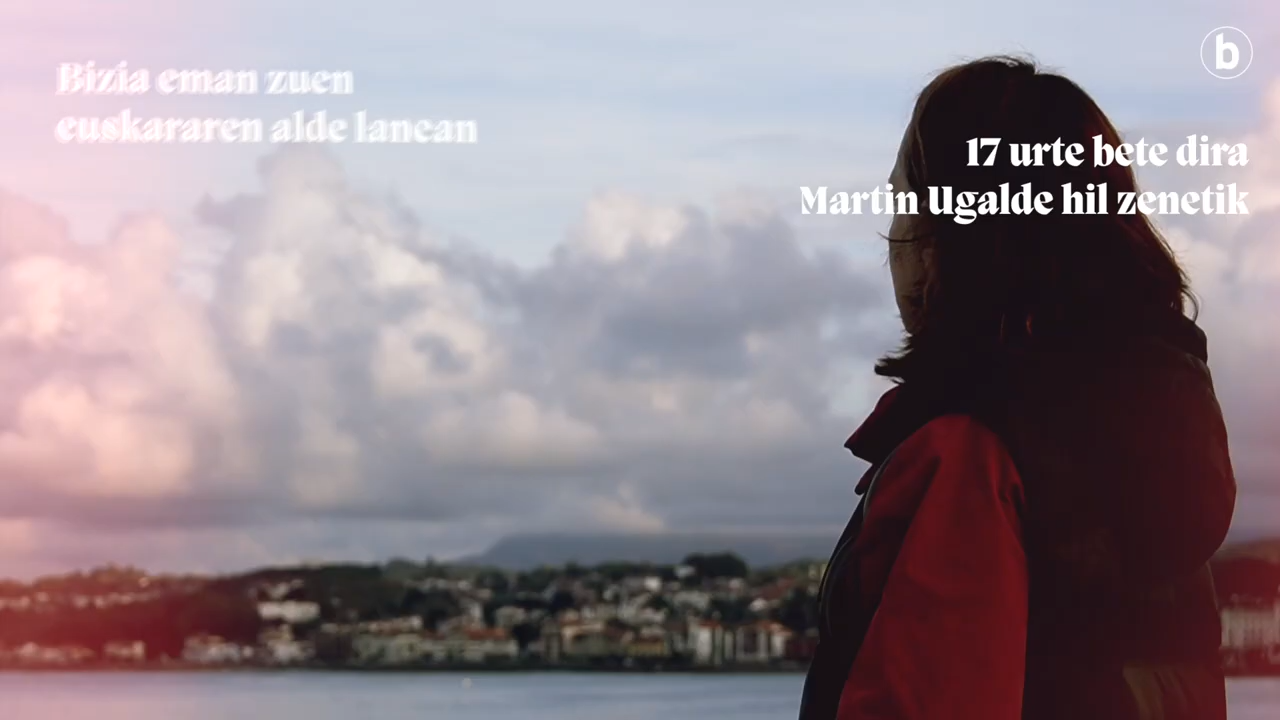 Bizia eman zuen
euskararen alde lanean
b
17 urte bete dira
Martin Ugalde hil zenetik